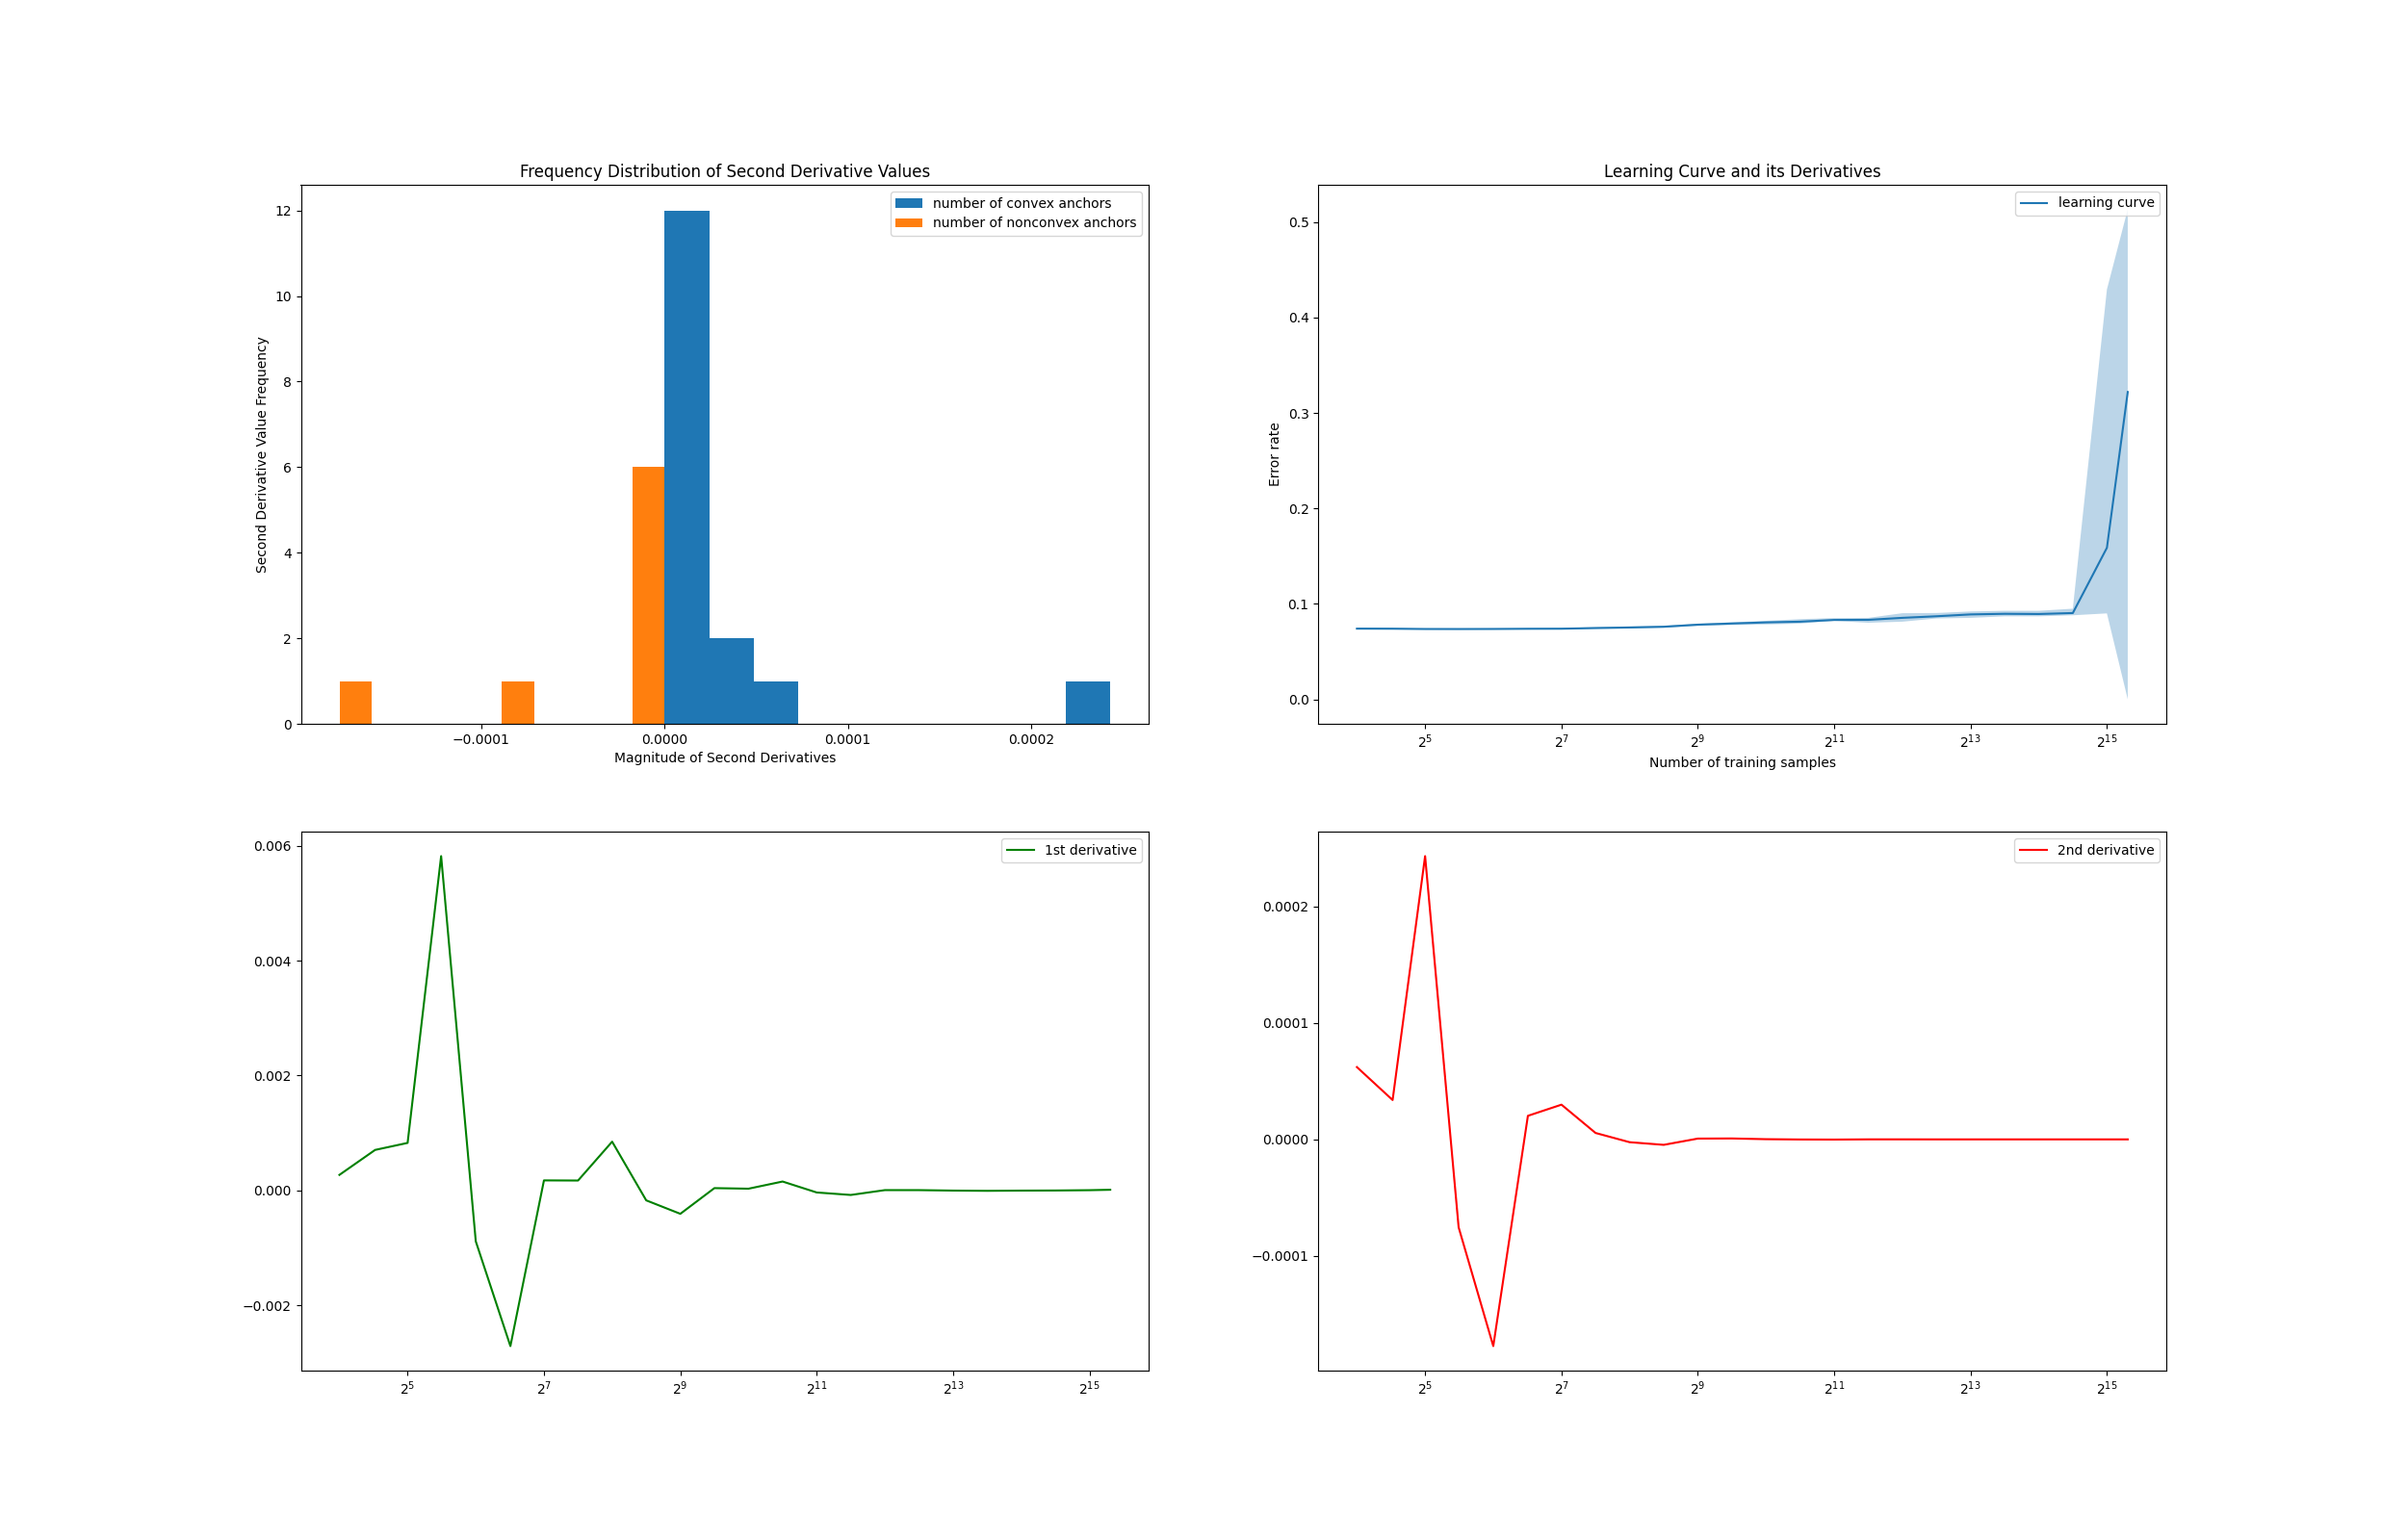 Frequency Distribution of Second Derivative Values
number of convex anchors
number of nonconvex anchors
12
10
8
6
4
2
0
Second Derivative Value Frequency
−0.0001 0.0000 0.0001 0.0002
Magnitude of Second Derivatives
Learning Curve and its Derivatives
learning curve
0.5
0.4
0.3
0.2
0.1
0.0
Error rate
2^5 2^7 2^9 2^11 2^13 2^15
Number of training samples
1st derivative
0.006
0.004
0.002
0.000
−0.002
2^5 2^7 2^9 2^11 2^13 2^15
2nd derivative
0.0002
0.0001
0.0000
−0.0001
2^5 2^7 2^9 2^11 2^13 2^15